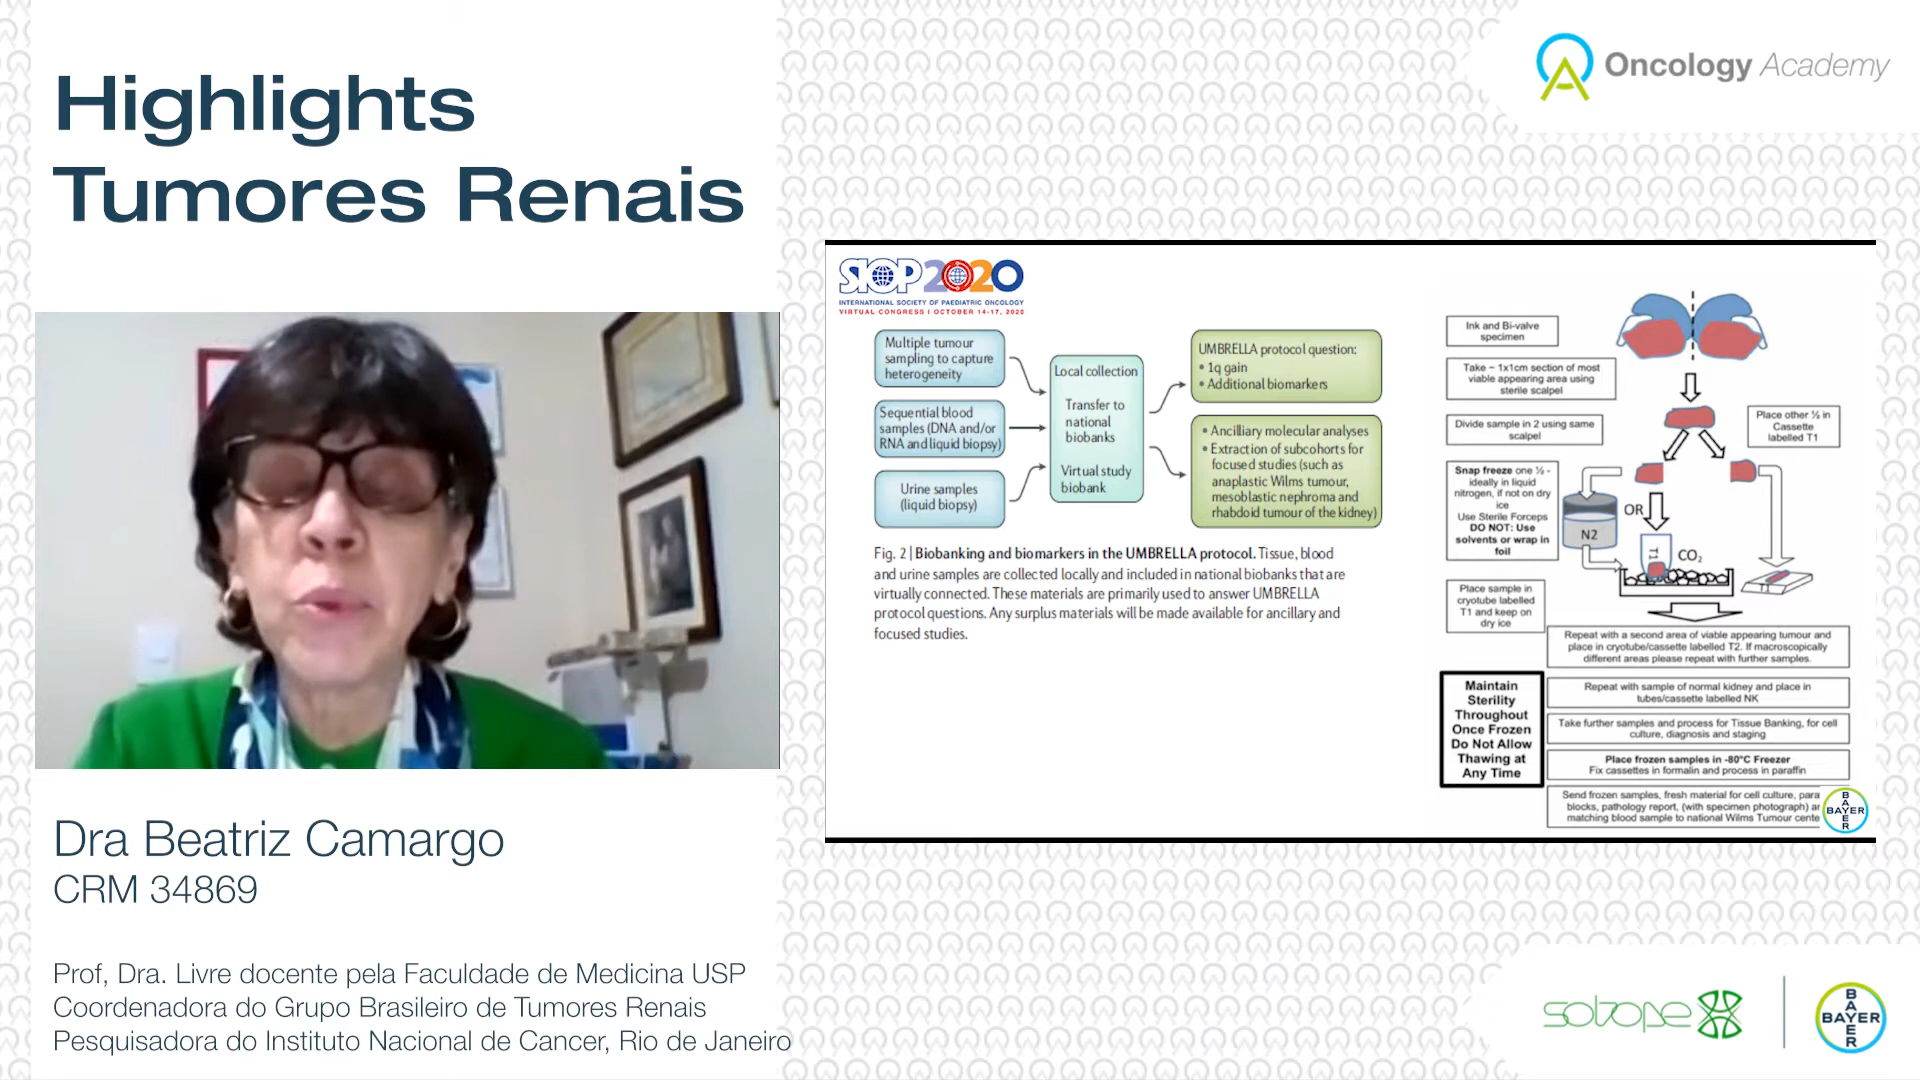 Highlights
Tumores Renais
Dra Beatriz Camargo
CRM 34869
Prof, Dra. Livre docente pela Faculdade de Medicina USP
Coordenadora do Grupo Brasileiro de Tumores Renais
Pesquisadora do Instituto Nacional de Cancer, Rio de Janeiro
Oncology Academy
SIOP 2020
INTERNATIONAL SOCIETY OF PAEDIATRIC ONCOLOGY
VIRTUAL CONGRESS I OCTOBER 14-17, 2020
Multiple tumour
sampling to capture
heterogeneity
Sequential blood
samples (DNA and/or
RNA and liquid biopsy)
Urine samples
(liquid biopsy)
Local collection
Transfer to
national
biobanks
Virtual study
biobank
UMBRELLA protocol question:
• 1q gain
• Additional biomarkers
• Ancilliary molecular analyses
• Extraction of subcohorts for
focused studies (such as
anaplastic Wilms tumour,
mesoblastic nephroma and
rhabdoid tumour of the kidney)
Fig. 2 | Biobanking and biomarkers in the UMBRELLA protocol. Tissue, blood
and urine samples are collected locally and included in national biobanks that are
virtually connected. These materials are primarily used to answer UMBRELLA
protocol questions. Any surplus materials will be made available for ancillary and
focused studies.
Ink and Bi-valve
specimen
Take ~ 1x1cm section of most
viable appearing area using
sterile scalpel
Divide sample in 2 using same
scalpel
Place other ½ in
Cassette
labelled T1
Snap freeze one ½ -
ideally in liquid
nitrogen, if not on dry
ice
Use Sterile Forceps
DO NOT: Use
solvents or wrap in
foil
N2
OR
T1
CO₂
T1
Place sample in
cryotube labelled
T1 and keep on
dry ice
Repeat with a second area of viable appearing tumour and
place in cryotube/cassette labelled T2. If macroscopically
different areas please repeat with further samples.
Maintain
Sterility
Throughout
Once Frozen
Do Not Allow
Thawing at
Any Time
Repeat with sample of normal kidney and place in
tubes/cassette labelled NK
Take further samples and process for Tissue Banking, for cell
culture, diagnosis and staging
Place frozen samples in -80°C Freezer
Fix cassettes in formalin and process in paraffin
Send frozen samples, fresh material for cell culture, para
blocks, pathology report, (with specimen photograph) ar
matching blood sample to national Wilms Tumour cente
BAYER
BAYER
sobope
BAYER
BAYER